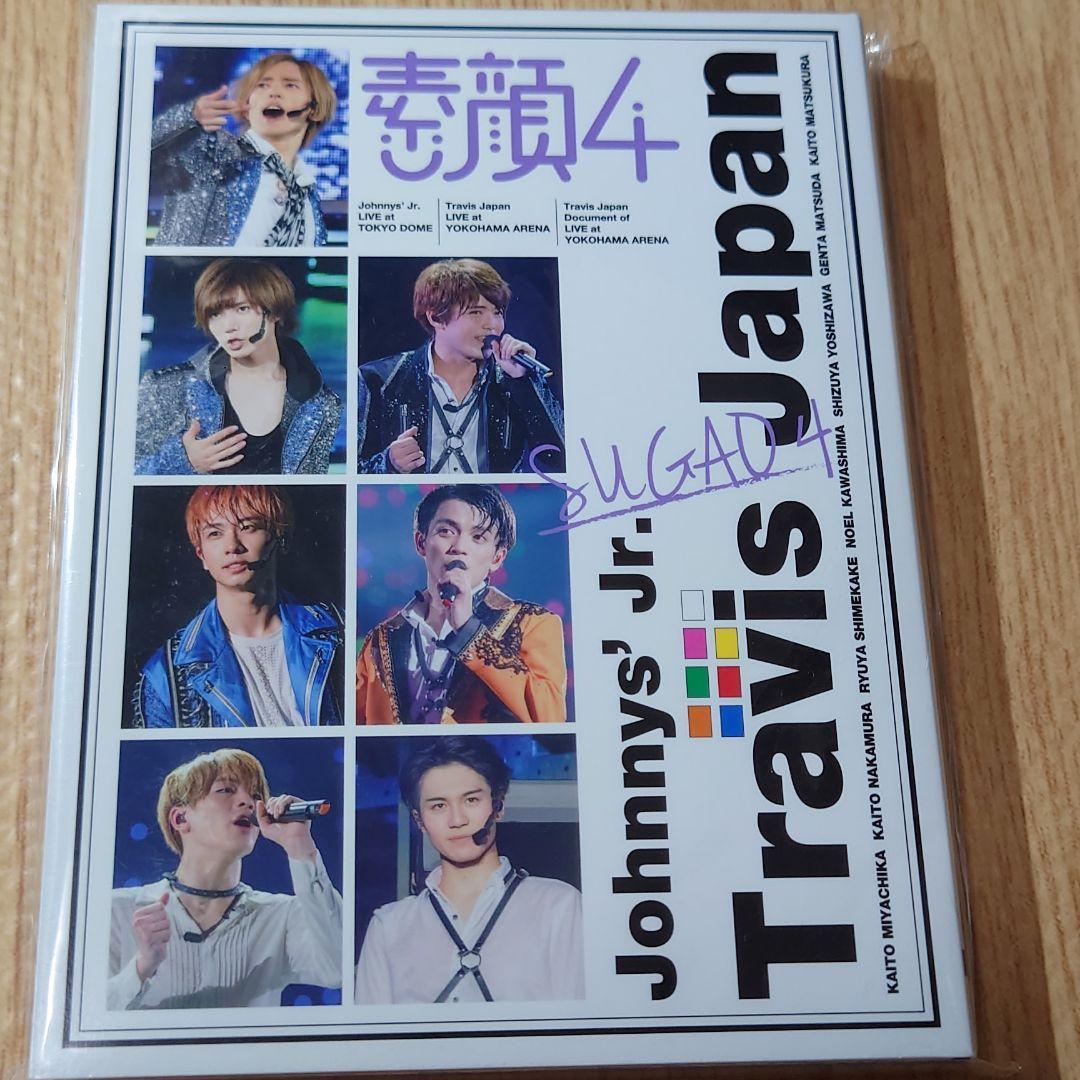 素顔4
Johnnys' Jr.
LIVE at
TOKYO DOME
Travis Japan
LIVE at
YOKOHAMA ARENA
Travis Japan
Document of
LIVE at
YOKOHAMA ARENA
SUGAO4
Johnnys' Jr.
Travis Japan
KAITO MIYACHIKA KAITO NAKAMURA RYUYA SHIMEKAKE NOEL KAWASHIMA SHIZUYA YOSHIZAWA GENTA MATSUDA KAITO MATSUKURA